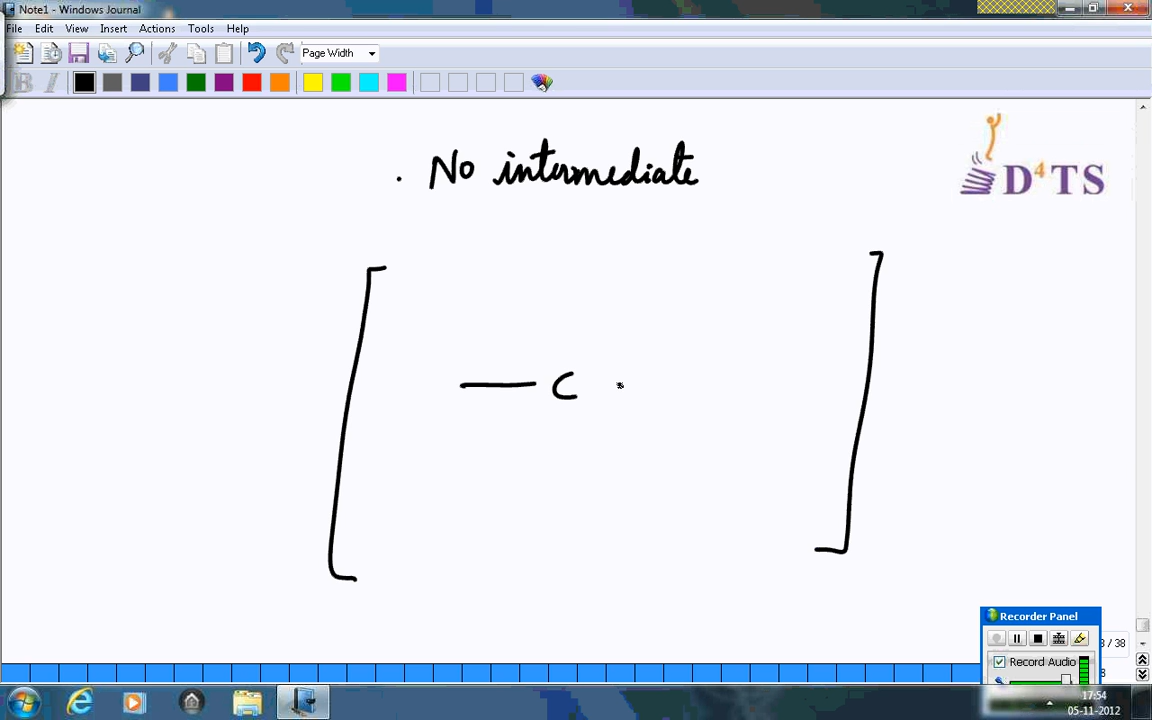 Note1 - Windows Journal
File Edit View Insert Actions Tools Help
Page Width
B I
. No intermediate
D4TS
— C
Recorder Panel
/ 38
Record Audio
17:54
05-11-2012